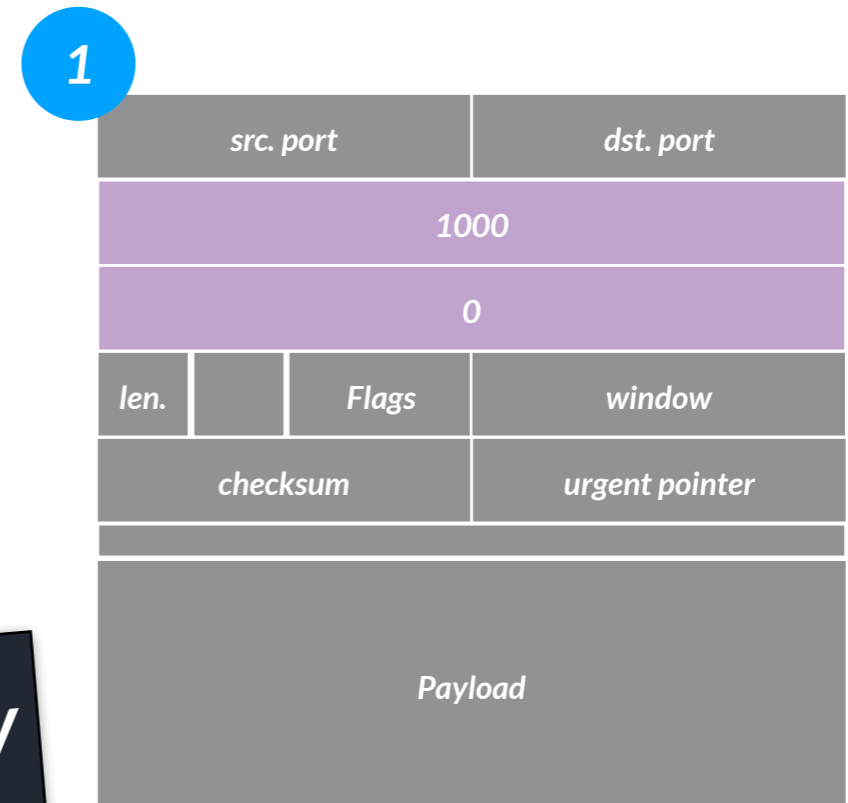 1
src. port dst. port
1000
0
len. Flags window
checksum urgent pointer
Payload